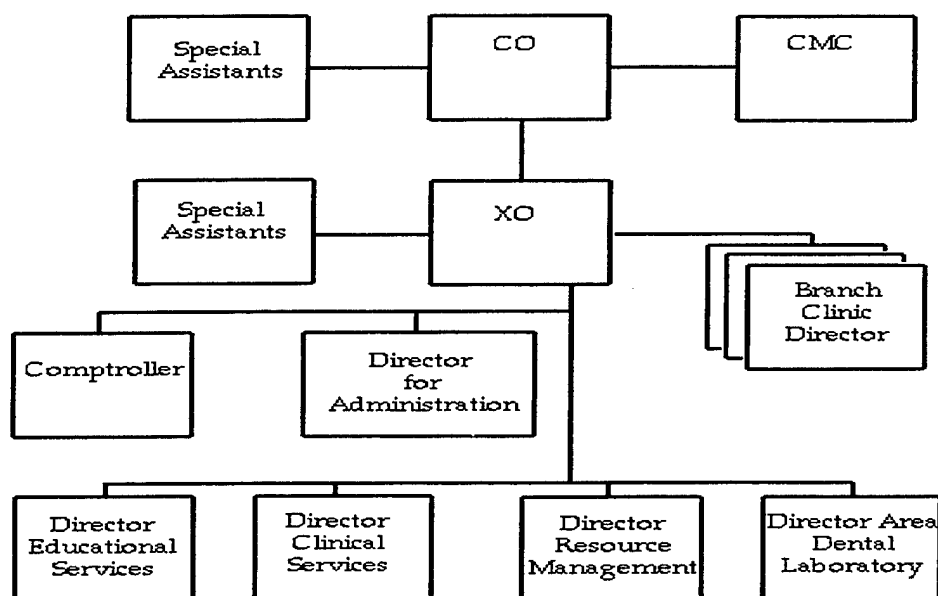 Special
Assistants
CO
CMC
Special
Assistants
XO
Branch
Clinic
Director
Comptroller
Director
for
Administration
Director
Educational
Services
Director
Clinical
Services
Director
Resource
Management
Director Area
Dental
Laboratory